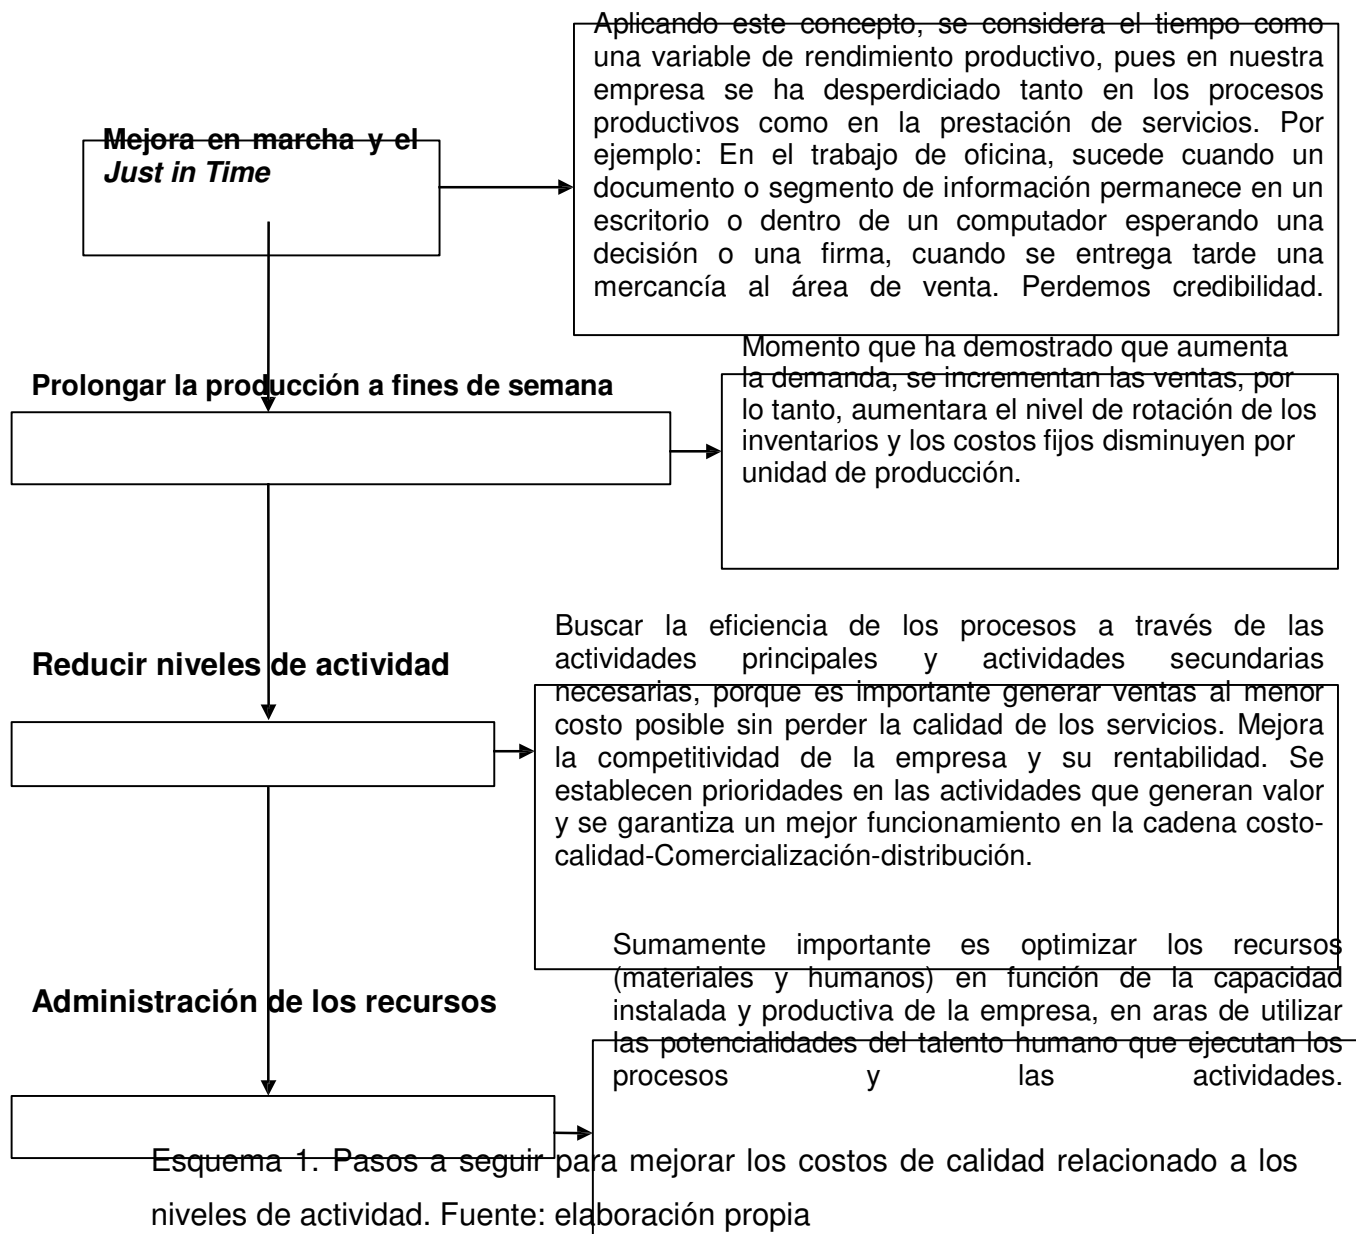 Aplicando este concepto, se considera el tiempo como
una variable de rendimiento productivo, pues en nuestra
empresa se ha desperdiciado tanto en los procesos
productivos como en la prestación de servicios. Por
ejemplo: En el trabajo de oficina, sucede cuando un
documento o segmento de información permanece en un
escritorio o dentro de un computador esperando una
decisión o una firma, cuando se entrega tarde una
mercancía al área de venta. Perdemos credibilidad.
Mejora en marcha y el
Just in Time
Momento que ha demostrado que aumenta
la demanda, se incrementan las ventas, por
lo tanto, aumentara el nivel de rotación de los
inventarios y los costos fijos disminuyen por
unidad de producción.
Prolongar la producción a fines de semana
Buscar la eficiencia de los procesos a través de las
actividades principales y actividades secundarias
necesarias, porque es importante generar ventas al menor
costo posible sin perder la calidad de los servicios. Mejora
la competitividad de la empresa y su rentabilidad. Se
establecen prioridades en las actividades que generan valor
y se garantiza un mejor funcionamiento en la cadena costo-
calidad-Comercialización-distribución.
Reducir niveles de actividad
Sumamente importante es optimizar los recursos
(materiales y humanos) en función de la capacidad
instalada y productiva de la empresa, en aras de utilizar
las potencialidades del talento humano que ejecutan los
procesos y las actividades.
Administración de los recursos
Esquema 1. Pasos a seguir para mejorar los costos de calidad relacionado a los
niveles de actividad. Fuente: elaboración propia